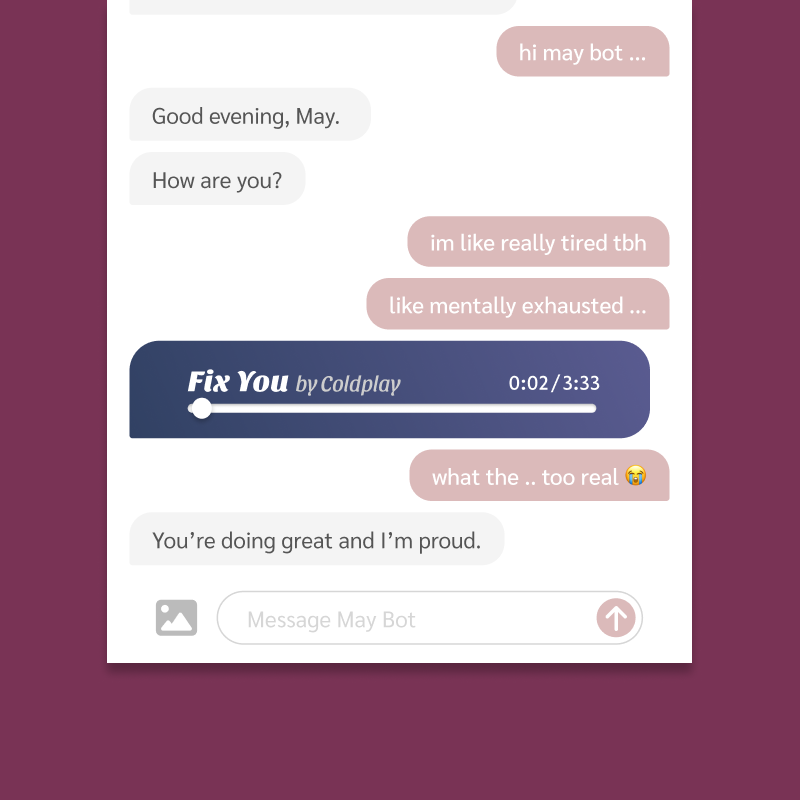 hi may bot ...
Good evening, May.
How are you?
im like really tired tbh
like mentally exhausted ...
Fix You by Coldplay 0:02/3:33
what the .. too real 😭
You’re doing great and I’m proud.
Message May Bot